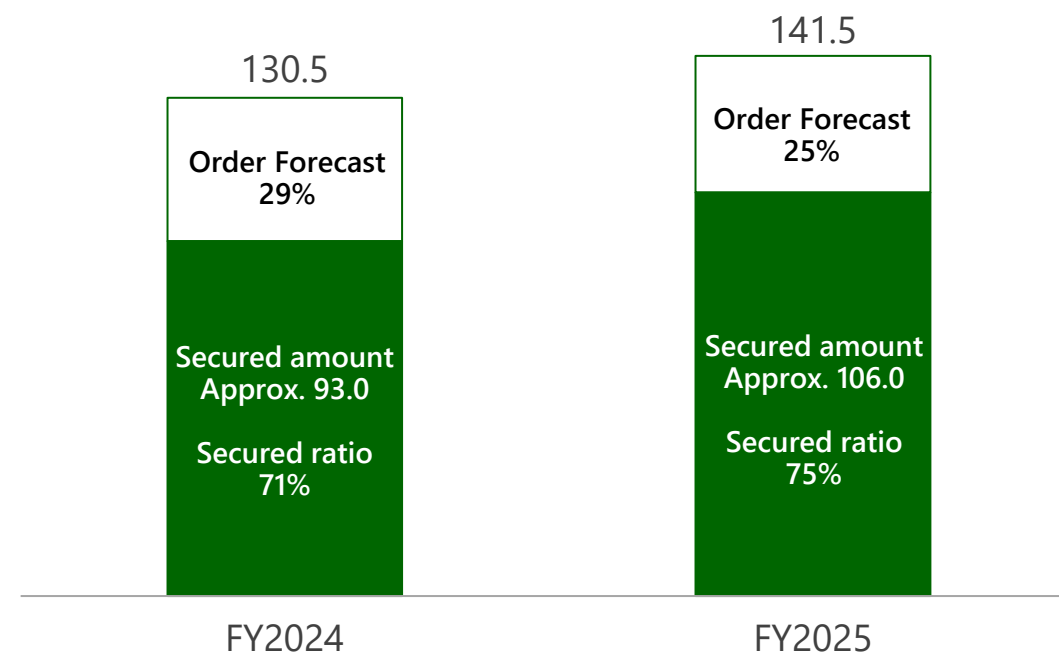 130.5
Order Forecast
29%
Secured amount
Approx. 93.0
Secured ratio
71%
FY2024
141.5
Order Forecast
25%
Secured amount
Approx. 106.0
Secured ratio
75%
FY2025